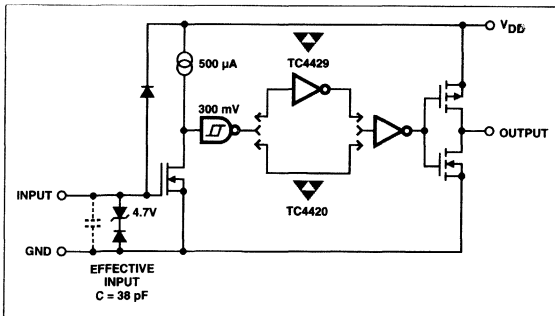 V_DD
500 µA
TC4429
300 mV
OUTPUT
INPUT
4.7V
TC4420
GND
EFFECTIVE
INPUT
C = 38 pF